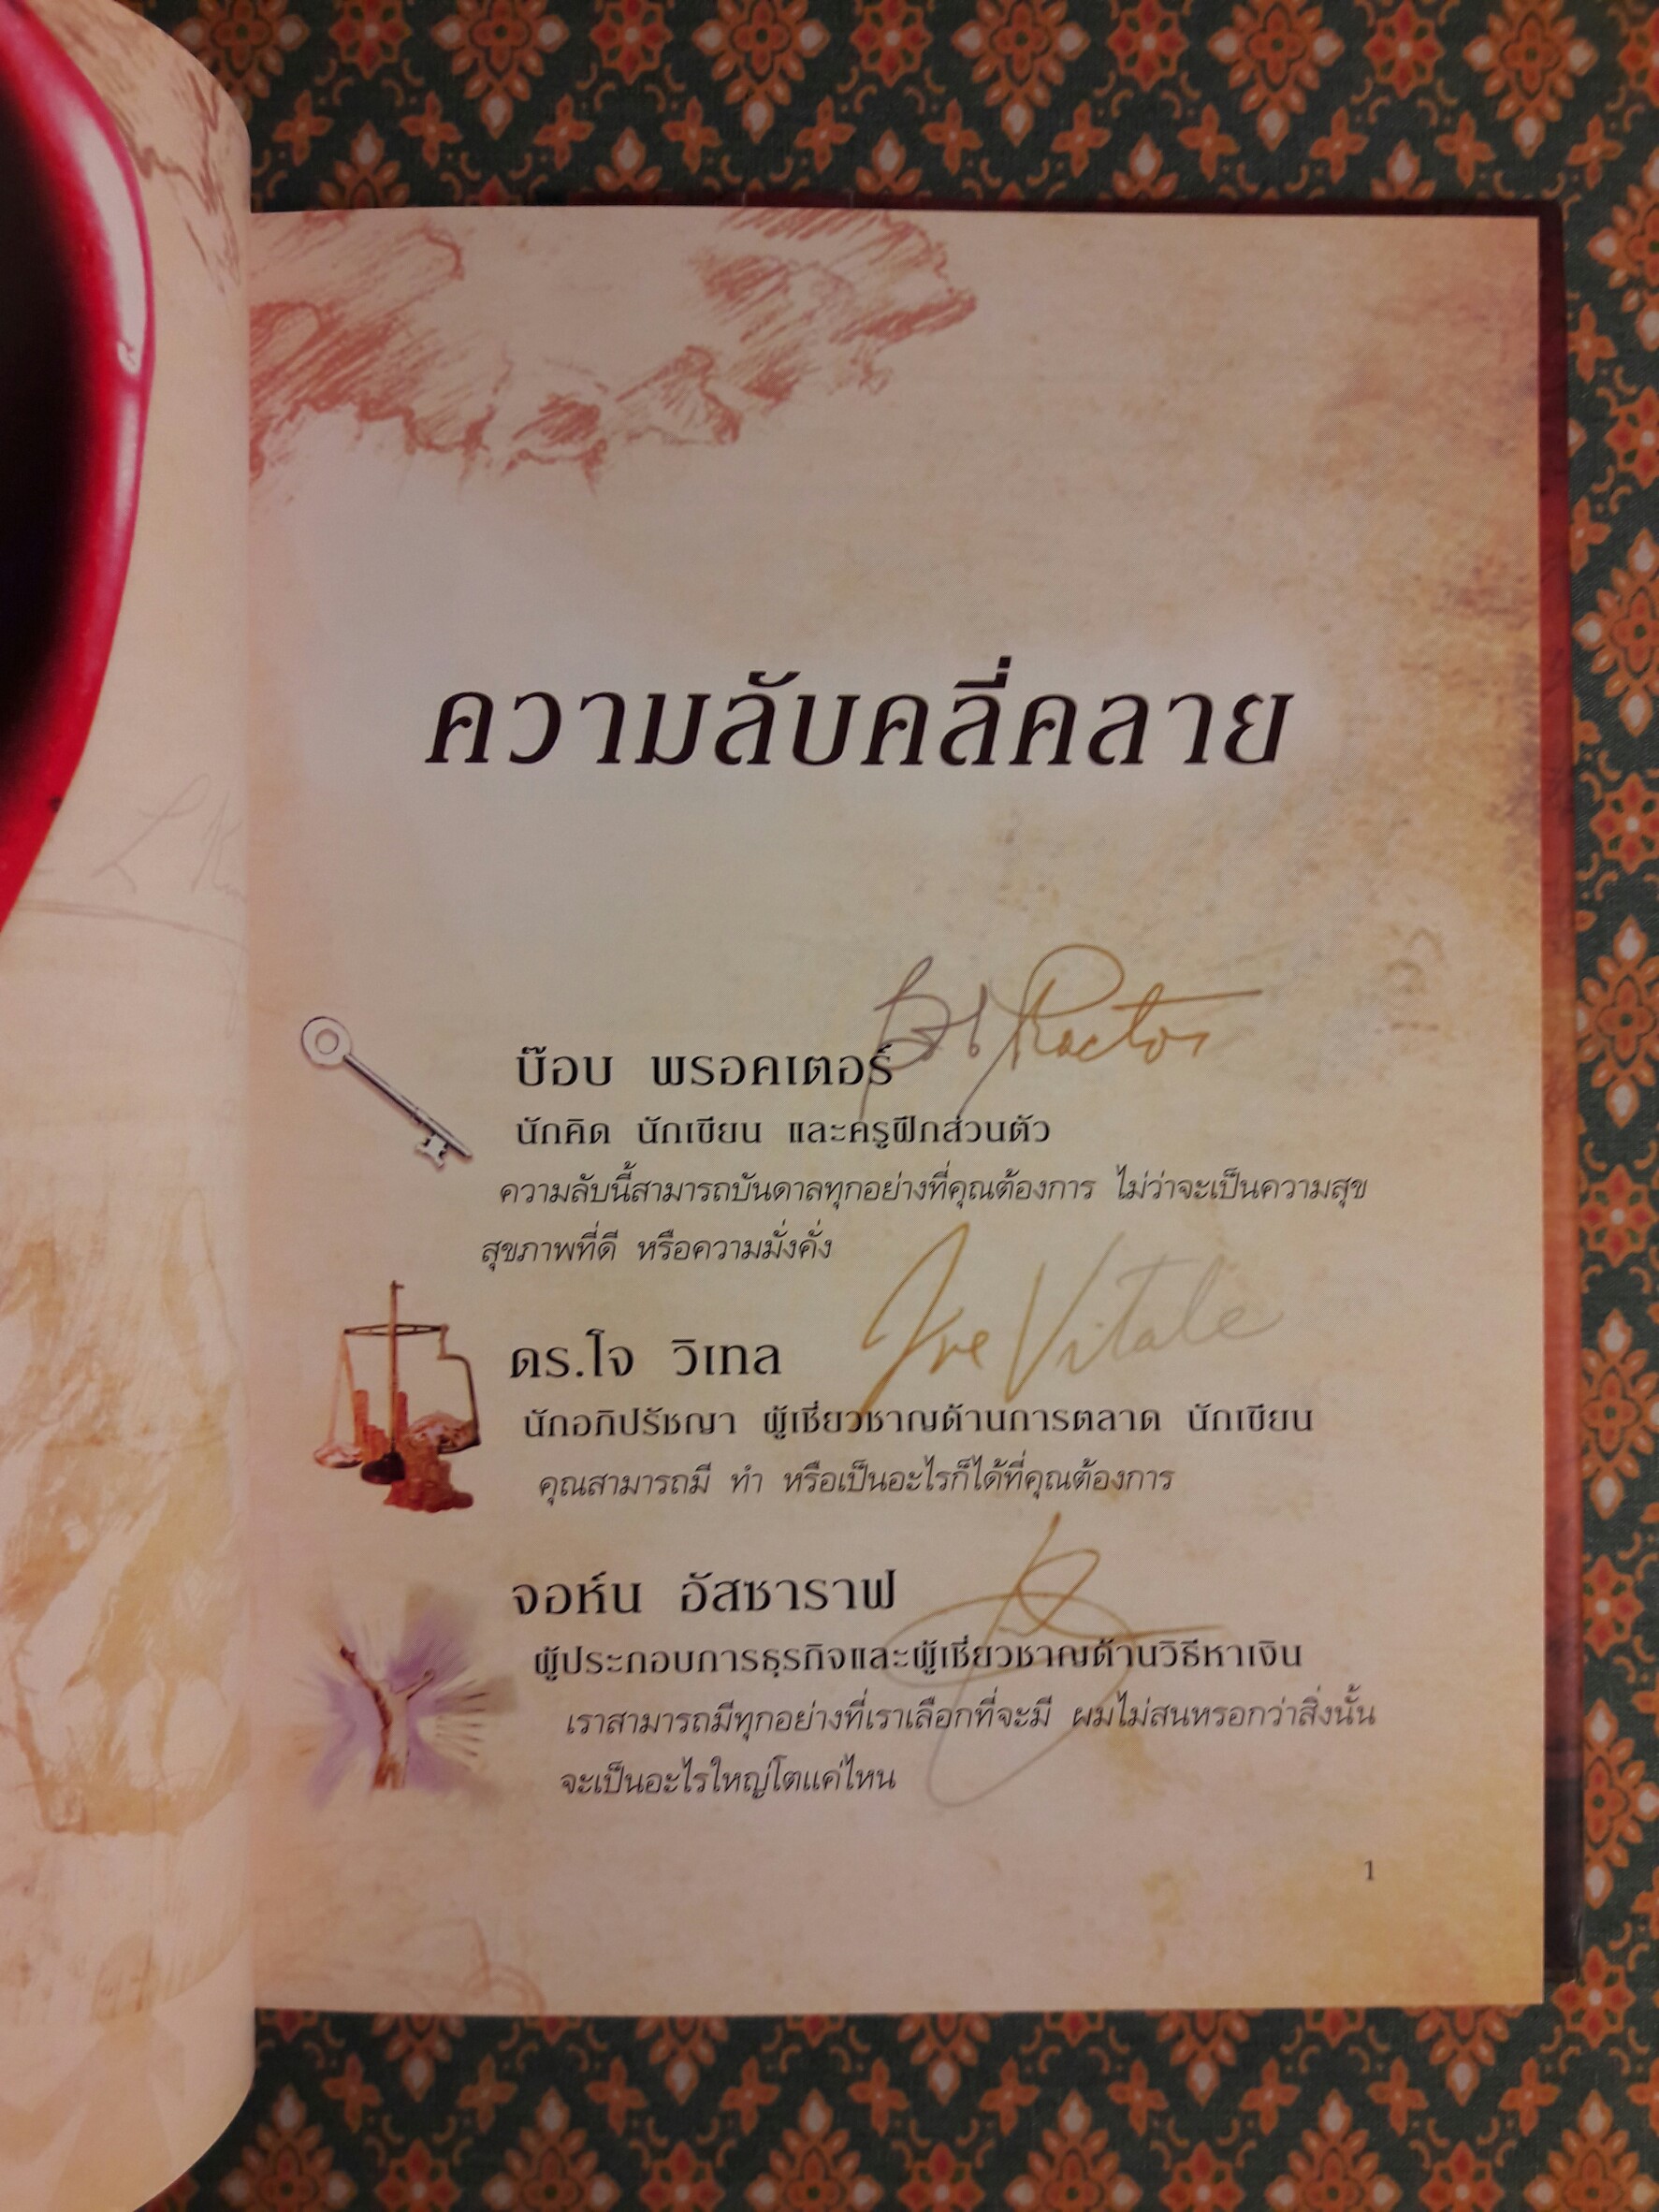 ความลับคลี่คลาย
บ๊อบ พรอคเตอร์
นักคิด นักเขียน และครูฝึกส่วนตัว
ความลับนี้สามารถบันดาลทุกอย่างที่คุณต้องการ ไม่ว่าจะเป็นความสุข
สุขภาพที่ดี หรือความมั่งคั่ง
Joe Vitale
ดร.โจ วิเทล
นักอภิปรัชญา ผู้เชี่ยวชาญด้านการตลาด นักเขียน
คุณสามารถมี ทำ หรือเป็นอะไรก็ได้ที่คุณต้องการ
จอห์น อัสซาราฟ
ผู้ประกอบการธุรกิจและผู้เชี่ยวชาญด้านวิธีหาเงิน
เราสามารถมีทุกอย่างที่เราเลือกที่จะมี ผมไม่สนหรอกว่าสิ่งนั้น
จะเป็นอะไรใหญ่โตแค่ไหน
1